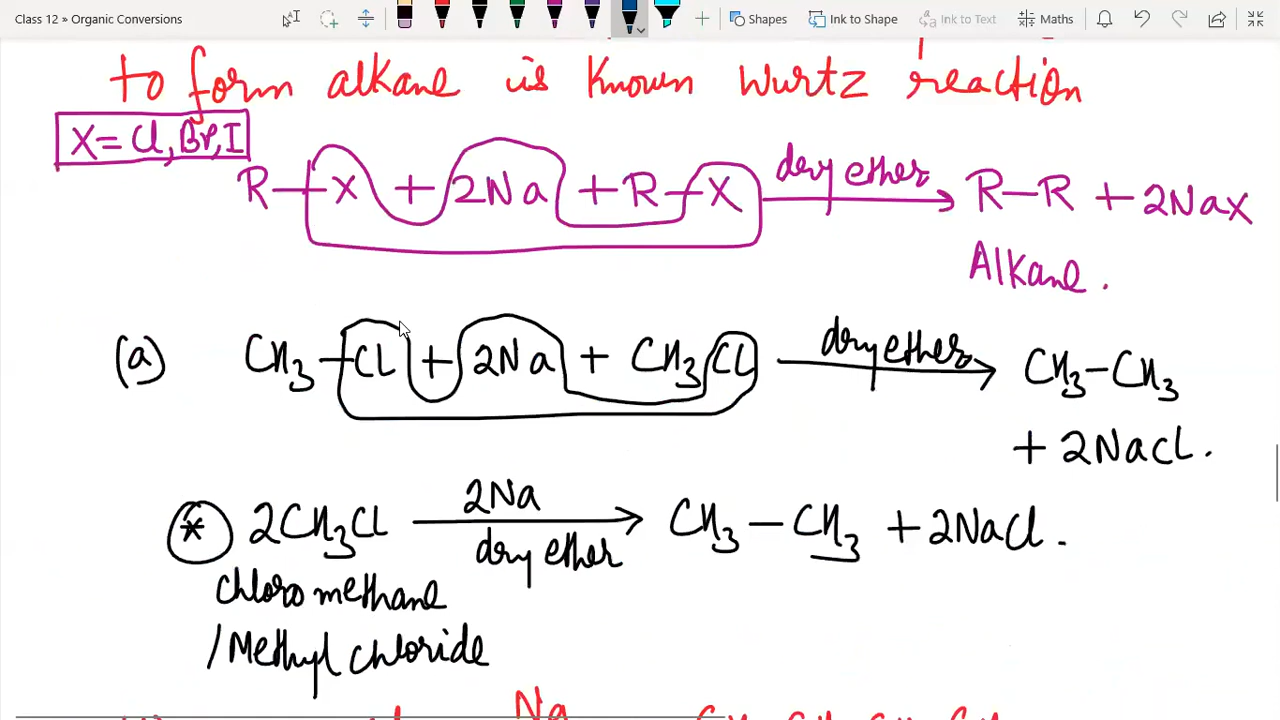 Class 12 » Organic Conversions
Shapes Ink to Shape Ink to Text Maths
to form alkane is known wurtz reaction
X= Cl, Br, I
R-X + 2Na + R-X dry ether R-R + 2NaX
Alkane.
(a) CH3-Cl + 2Na + CH3Cl dry ether CH3-CH3
+ 2NaCl.
* 2CH3Cl 2Na dry ether CH3-CH3 + 2NaCl.
chloromethane
/Methyl chloride
Na